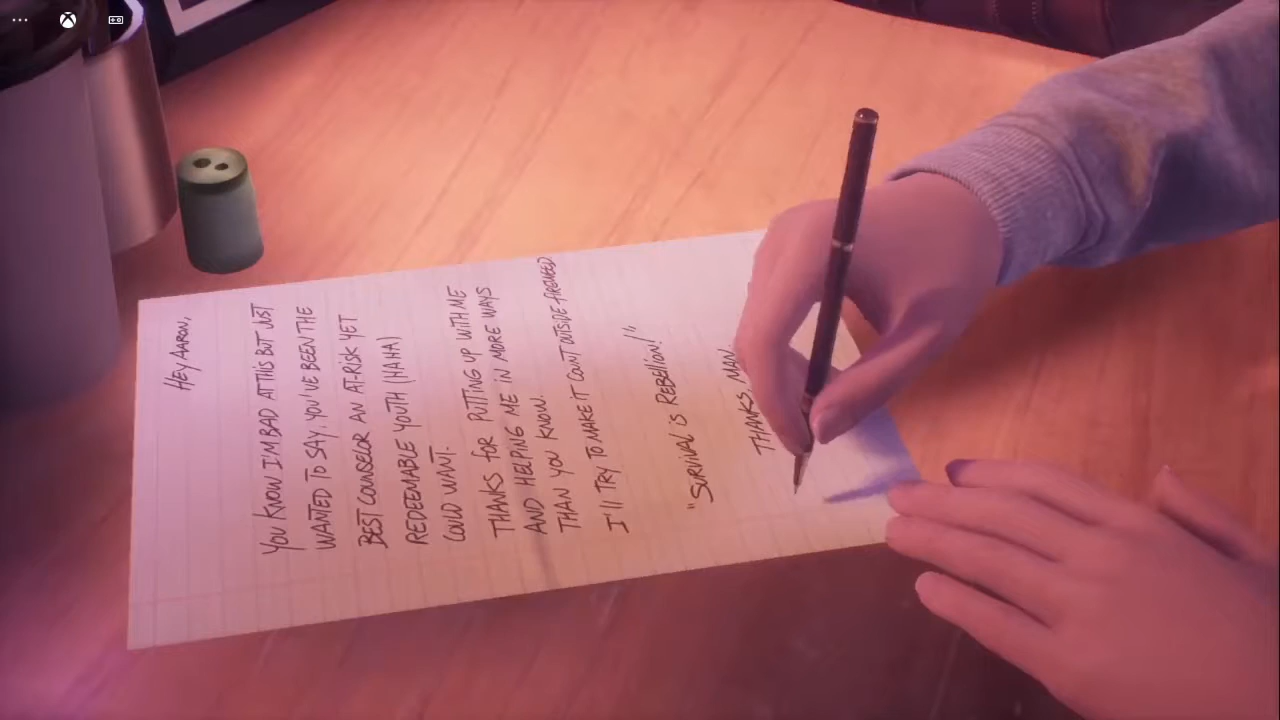 HEY AARON,
YOU KNOW I'M BAD AT THIS BUT JUST
WANTED TO SAY, YOU'VE BEEN THE
BEST COUNSELOR AN AT-RISK YET
REDEEMABLE YOUTH (HAHA)
COULD WANT.
THANKS FOR PUTTING UP WITH ME
AND HELPING ME IN MORE WAYS
THAN YOU KNOW.
I'LL TRY TO MAKE IT COUNT OUTSIDE FIREWEED
"SURVIVAL IS REBELLION!"
THANKS, MAN